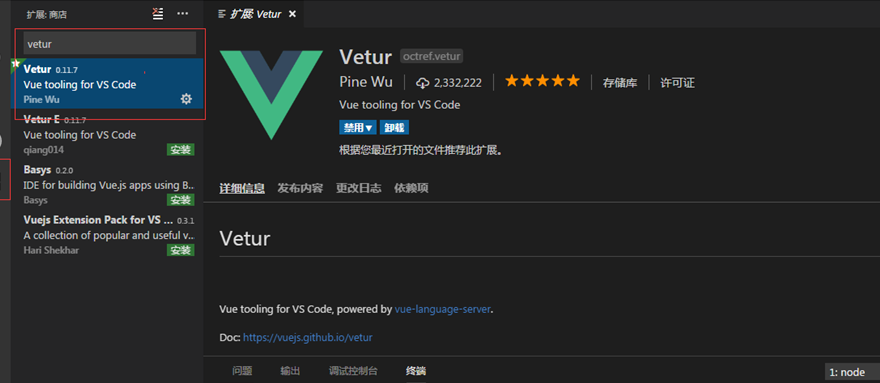 扩展: 商店
vetur
Vetur 0.11.7
Vue tooling for VS Code
Pine Wu
Vetur E 0.11.7
Vue tooling for VS Code
qiang014 安装
Basys 0.2.0
IDE for building Vue.js apps using B...
Basys 安装
Vuejs Extension Pack for VS ... 0.3.1
A collection of popular and useful v...
Hari Shekhar 安装
扩展: Vetur
Vetur octref.vetur
Pine Wu 2,332,222 存储库 许可证
Vue tooling for VS Code
禁用 卸载
根据您最近打开的文件推荐此扩展。
详细信息 发布内容 更改日志 依赖项
Vetur
Vue tooling for VS Code, powered by vue-language-server.
Doc: https://vuejs.github.io/vetur
问题 输出 调试控制台 终端 1: node